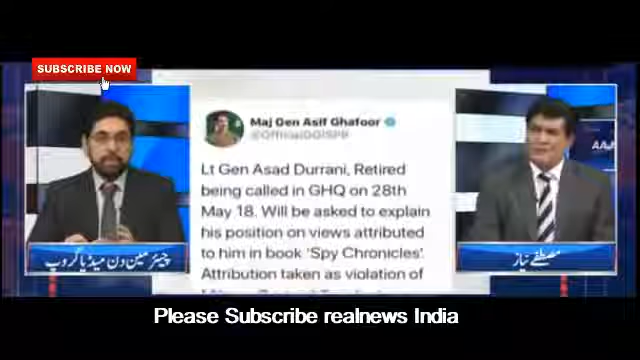 SUBSCRIBE NOW
Maj Gen Asif Ghafoor
@OfficialDGISPR
Lt Gen Asad Durrani, Retired
being called in GHQ on 28th
May 18. Will be asked to explain
his position on views attributed
to him in book 'Spy Chronicles'.
Attribution taken as violation of
AAJ
چیئرمین دن میڈیا گروپ
مصطفےٰ نیاز
Please Subscribe realnews India